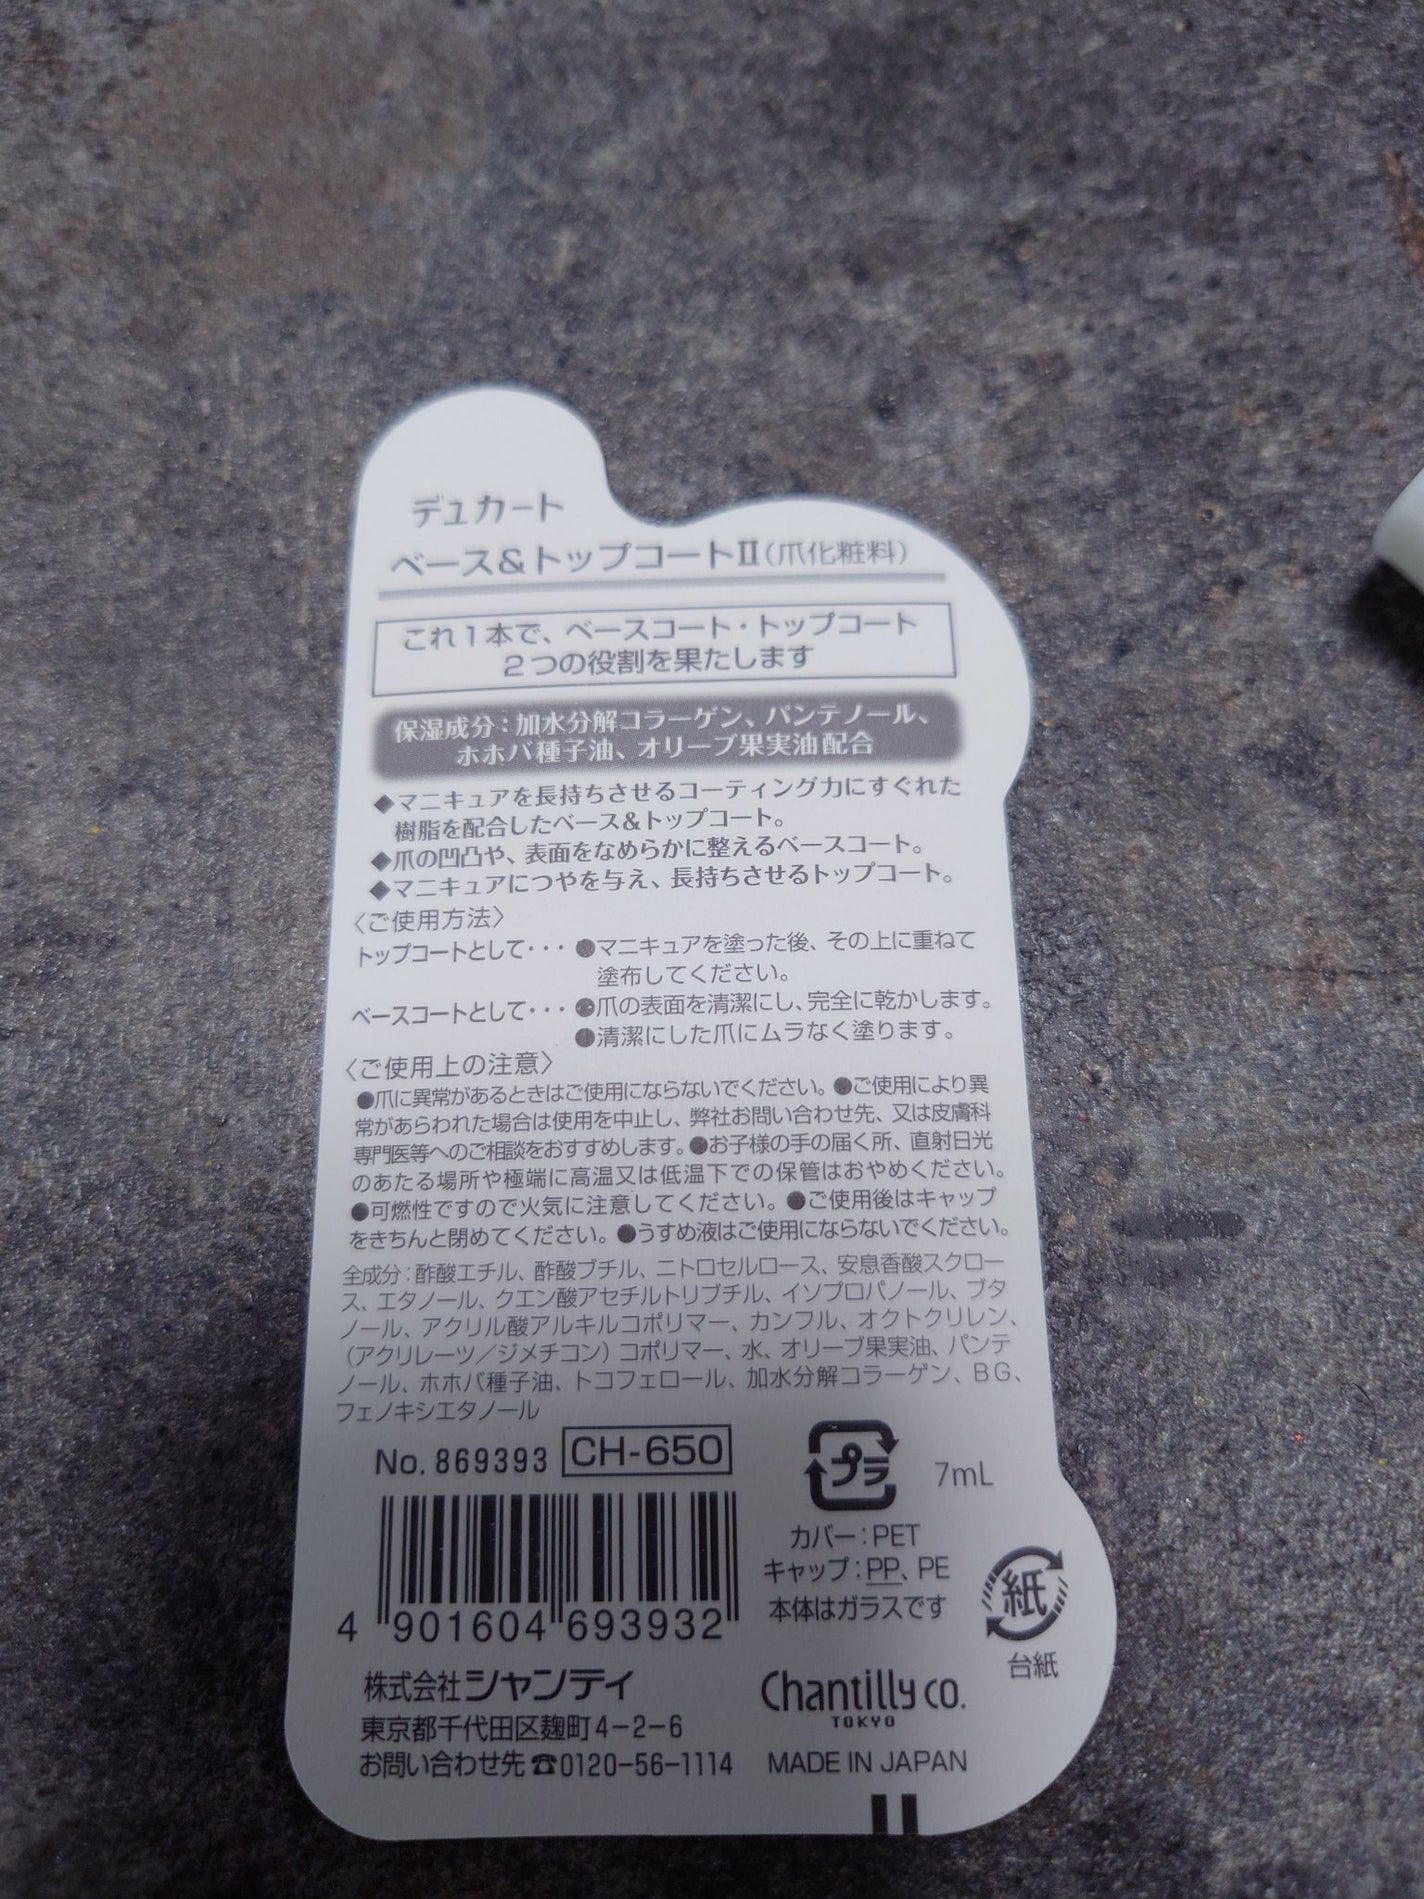 デュカート
ベース&トップコートⅡ(爪化粧料)
これ1本で、ベースコート・トップコート
2つの役割を果たします
保湿成分:加水分解コラーゲン、パンテノール、
ホホバ種子油、オリーブ果実油配合
◆マニキュアを長持ちさせるコーティング力にすぐれた
樹脂を配合したベース&トップコート。
◆爪の凹凸や、表面をなめらかに整えるベースコート。
◆マニキュアにつやを与え、長持ちさせるトップコート。
〈ご使用方法〉
トップコートとして・・・ ●マニキュアを塗った後、その上に重ねて
塗布してください。
ベースコートとして・・・ ●爪の表面を清潔にし、完全に乾かします。
●清潔にした爪にムラなく塗ります。
〈ご使用上の注意〉
●爪に異常があるときはご使用にならないでください。●ご使用により異
常があらわれた場合は使用を中止し、弊社お問い合わせ先、又は皮膚科
専門医等へのご相談をおすすめします。●お子様の手の届く所、直射日光
のあたる場所や極端に高温又は低温下での保管はおやめください。
●可燃性ですので火気に注意してください。●ご使用後はキャップ
をきちんと閉めてください。●うすめ液はご使用にならないでください。
全成分:酢酸エチル、酢酸ブチル、ニトロセルロース、安息香酸スクロー
ス、エタノール、クエン酸アセチルトリブチル、イソプロパノール、ブタ
ノール、アクリル酸アルキルコポリマー、カンフル、オクトクリレン、
(アクリレーツ/ジメチコン)コポリマー、水、オリーブ果実油、パンテ
ノール、ホホバ種子油、トコフェロール、加水分解コラーゲン、BG、
フェノキシエタノール
No. 869393 CH-650
プラ 7mL
カバー:PET
キャップ:PP、PE
本体はガラスです
紙
台紙
4 901604 693932
株式会社シャンティ
東京都千代田区麹町4-2-6
お問い合わせ先☎0120-56-1114
Chantilly co.
TOKYO
MADE IN JAPAN